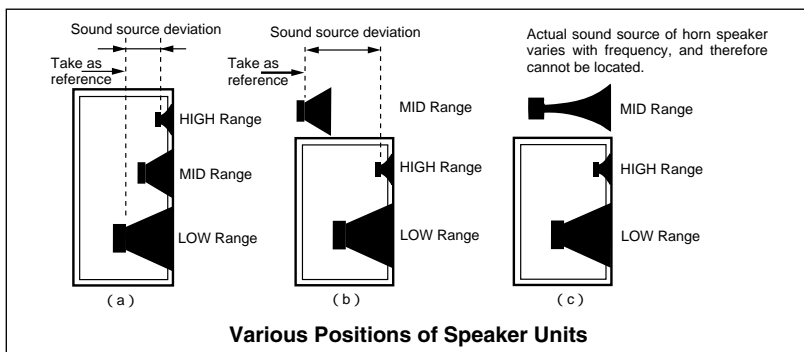 Sound source deviation
Take as
reference
HIGH Range
MID Range
LOW Range
( a )
Sound source deviation
Take as
reference
MID Range
HIGH Range
LOW Range
( b )
Actual sound source of horn speaker
varies with frequency, and therefore
cannot be located.
MID Range
HIGH Range
LOW Range
( c )
Various Positions of Speaker Units